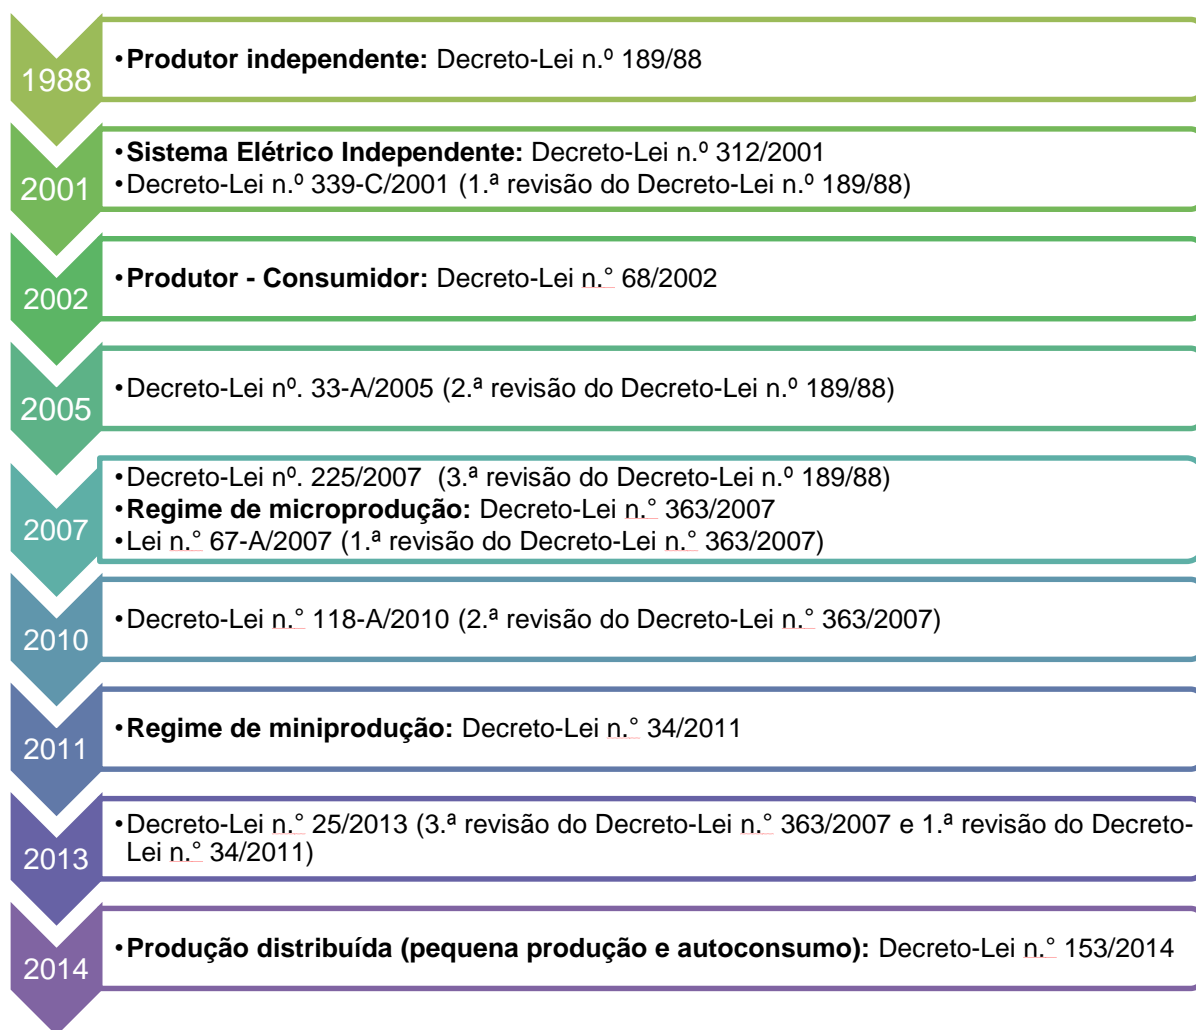 1988
•Produtor independente: Decreto-Lei n.º 189/88
2001
•Sistema Elétrico Independente: Decreto-Lei n.º 312/2001
•Decreto-Lei n.º 339-C/2001 (1.ª revisão do Decreto-Lei n.º 189/88)
2002
•Produtor - Consumidor: Decreto-Lei n.° 68/2002
2005
•Decreto-Lei nº. 33-A/2005 (2.ª revisão do Decreto-Lei n.º 189/88)
2007
•Decreto-Lei nº. 225/2007 (3.ª revisão do Decreto-Lei n.º 189/88)
•Regime de microprodução: Decreto-Lei n.° 363/2007
•Lei n.° 67-A/2007 (1.ª revisão do Decreto-Lei n.° 363/2007)
2010
•Decreto-Lei n.° 118-A/2010 (2.ª revisão do Decreto-Lei n.° 363/2007)
2011
•Regime de miniprodução: Decreto-Lei n.° 34/2011
2013
•Decreto-Lei n.° 25/2013 (3.ª revisão do Decreto-Lei n.° 363/2007 e 1.ª revisão do Decreto-
Lei n.° 34/2011)
2014
•Produção distribuída (pequena produção e autoconsumo): Decreto-Lei n.° 153/2014